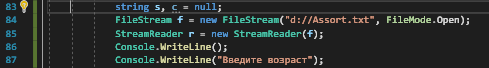 83 string s, c = null;
84 FileStream f = new FileStream("d://Assort.txt", FileMode.Open);
85 StreamReader r = new StreamReader(f);
86 Console.WriteLine();
87 Console.WriteLine("Введите возраст");